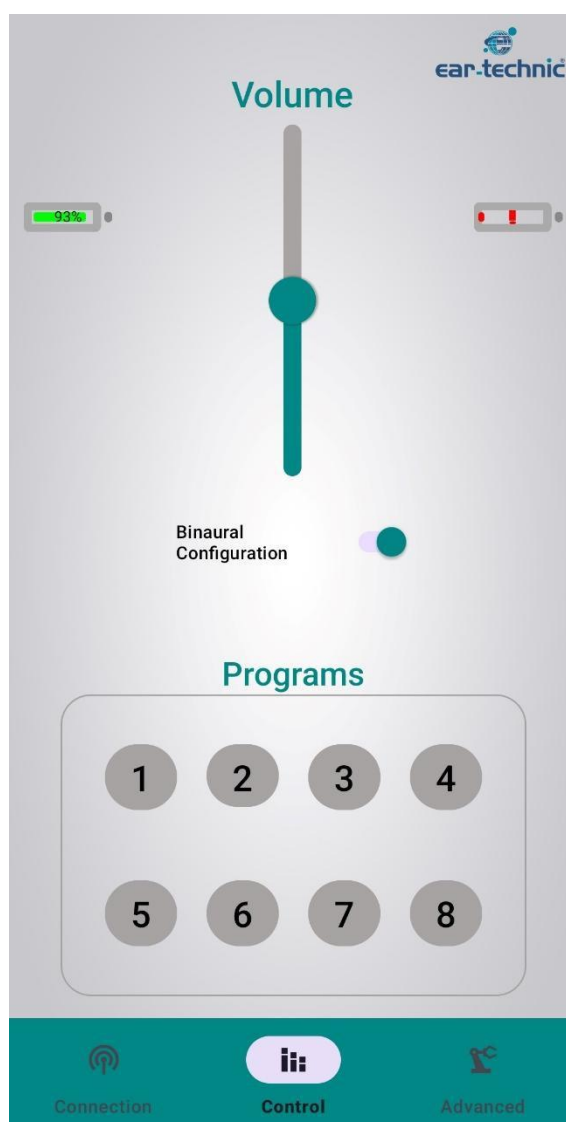 ear-technic
Volume
93%
!
Binaural
Configuration
Programs
1 2 3 4
5 6 7 8
Connection Control Advanced